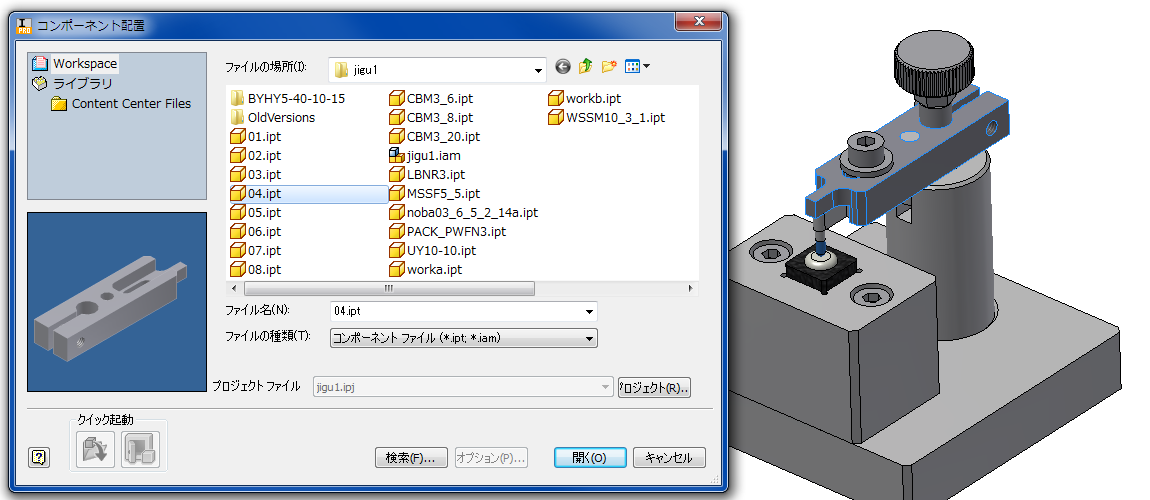 I PRO コンポーネント配置
Workspace
ライブラリ
Content Center Files
ファイルの場所(I):
jigu1
BYHY5-40-10-15
OldVersions
01.ipt
02.ipt
03.ipt
04.ipt
05.ipt
06.ipt
07.ipt
08.ipt
CBM3_6.ipt
CBM3_8.ipt
CBM3_20.ipt
jigu1.iam
LBNR3.ipt
MSSF5_5.ipt
noba03_6_5_2_14a.ipt
PACK_PWFN3.ipt
UY10-10.ipt
worka.ipt
workb.ipt
WSSM10_3_1.ipt
ファイル名(N):
04.ipt
ファイルの種類(T):
コンポーネント ファイル (*.ipt; *.iam)
プロジェクト ファイル
jigu1.ipj
プロジェクト(R)..
クイック起動
?
検索(F)...
オプション(P)...
開く(O)
キャンセル